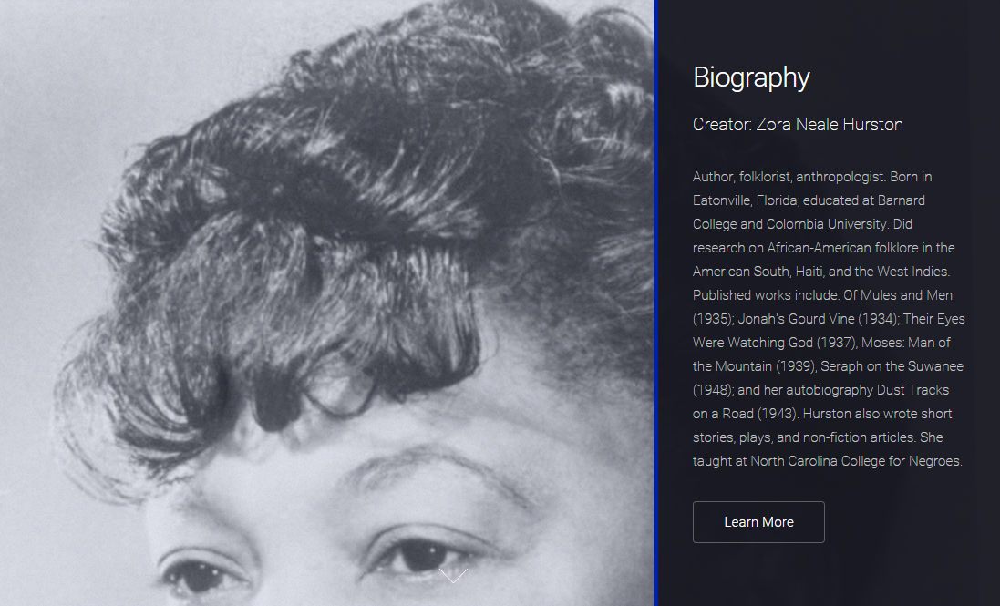 Biography
Creator: Zora Neale Hurston
Author, folklorist, anthropologist. Born in
Eatonville, Florida; educated at Barnard
College and Colombia University. Did
research on African-American folklore in the
American South, Haiti, and the West Indies.
Published works include: Of Mules and Men
(1935); Jonah's Gourd Vine (1934); Their Eyes
Were Watching God (1937), Moses: Man of
the Mountain (1939), Seraph on the Suwanee
(1948); and her autobiography Dust Tracks
on a Road (1943). Hurston also wrote short
stories, plays, and non-fiction articles. She
taught at North Carolina College for Negroes.
Learn More